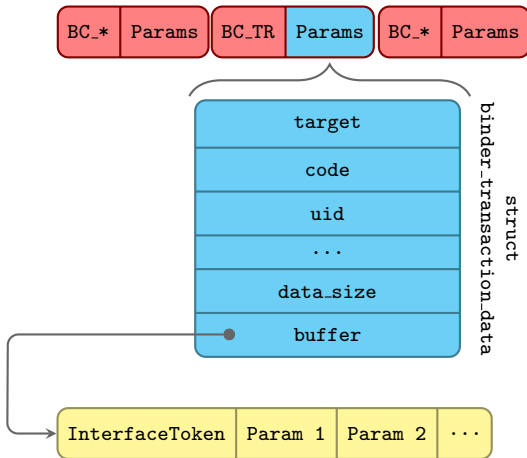 BC_* Params BC_TR Params BC_* Params
target
code
uid
...
data_size
buffer
struct
binder_transaction_data
InterfaceToken Param 1 Param 2 ...